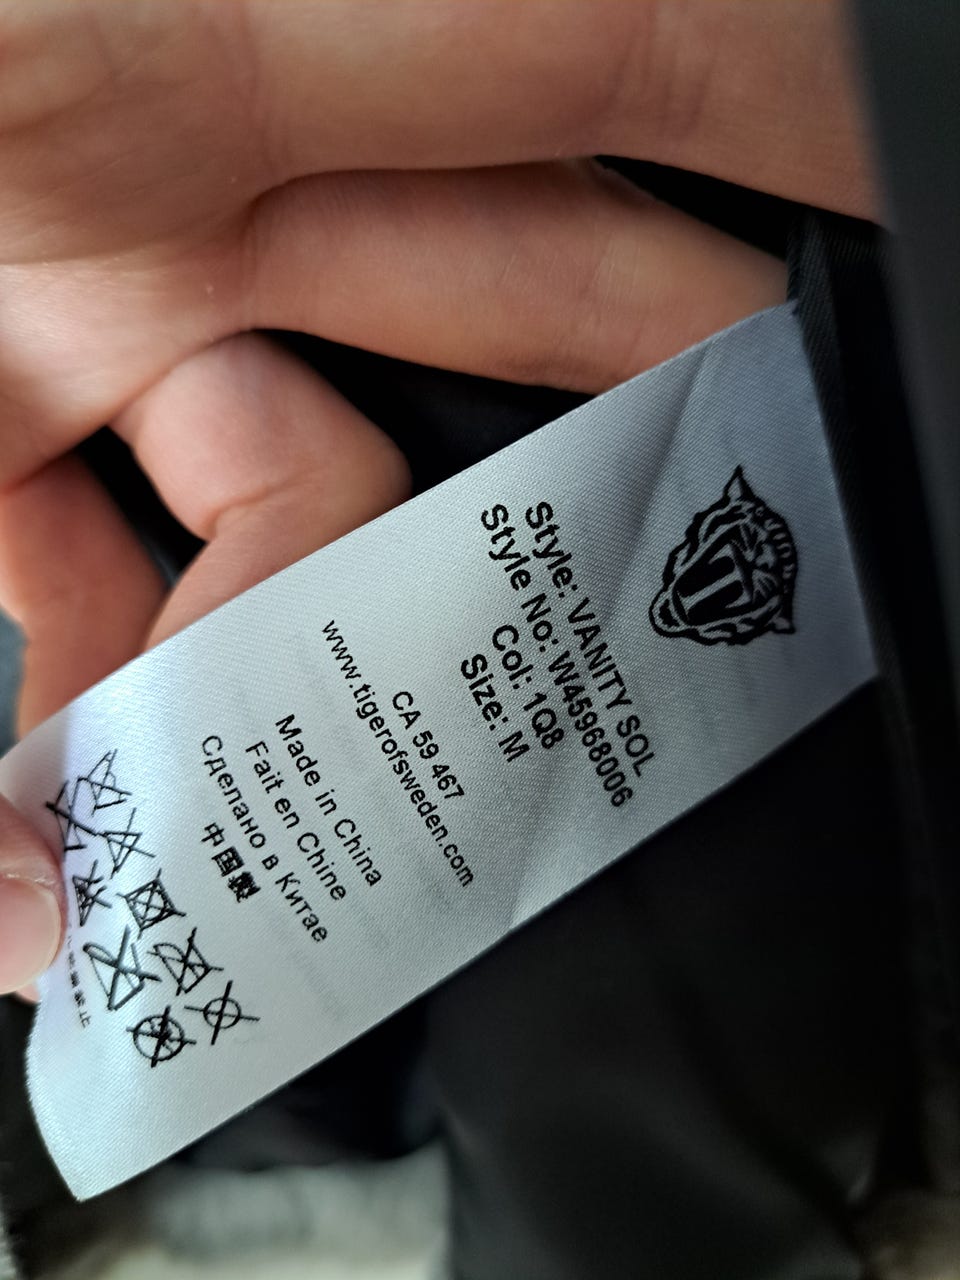 Style: VANITY SOL
Style No: W45968006
Col: 1Q8
Size: M
www.tigerofsweden.com
CA 59 467
Made in China
Fait en Chine
Сделано в Китае
中国製